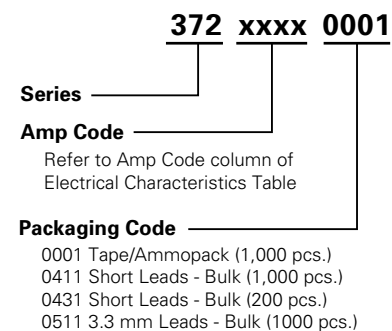 372 xxxx 0001
Series
Amp Code
Refer to Amp Code column of
Electrical Characteristics Table
Packaging Code
0001 Tape/Ammopack (1,000 pcs.)
0411 Short Leads - Bulk (1,000 pcs.)
0431 Short Leads - Bulk (200 pcs.)
0511 3.3 mm Leads - Bulk (1000 pcs.)